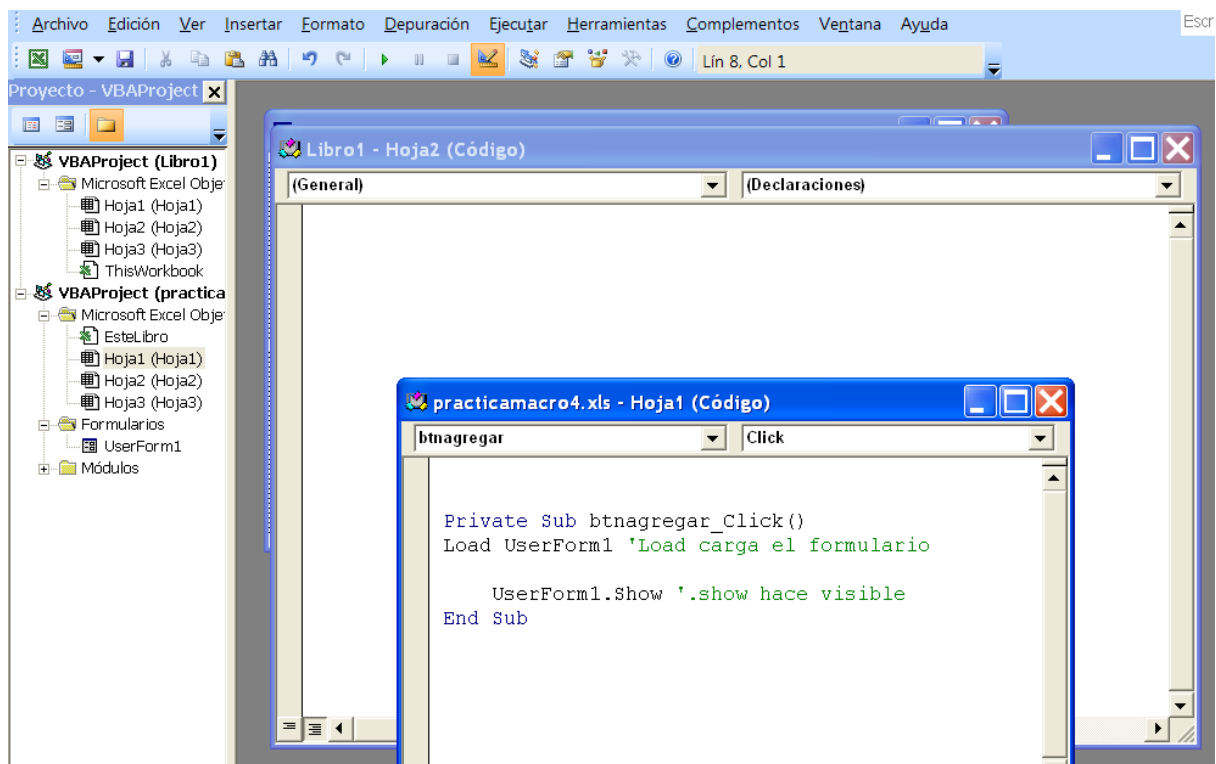 Archivo Edición Ver Insertar Formato Depuración Ejecutar Herramientas Complementos Ventana Ayuda
Escr
Lín 8, Col 1
Proyecto - VBAProject
VBAProject (Libro1)
Microsoft Excel Obje
Hoja1 (Hoja1)
Hoja2 (Hoja2)
Hoja3 (Hoja3)
ThisWorkbook
VBAProject (practica
Microsoft Excel Obje
EsteLibro
Hoja1 (Hoja1)
Hoja2 (Hoja2)
Hoja3 (Hoja3)
Formularios
UserForm1
Módulos
Libro1 - Hoja2 (Código)
(General) (Declaraciones)
practicamacro4.xls - Hoja1 (Código)
btnagregar Click
Private Sub btnagregar_Click()
Load UserForm1 'Load carga el formulario
UserForm1.Show '.show hace visible
End Sub